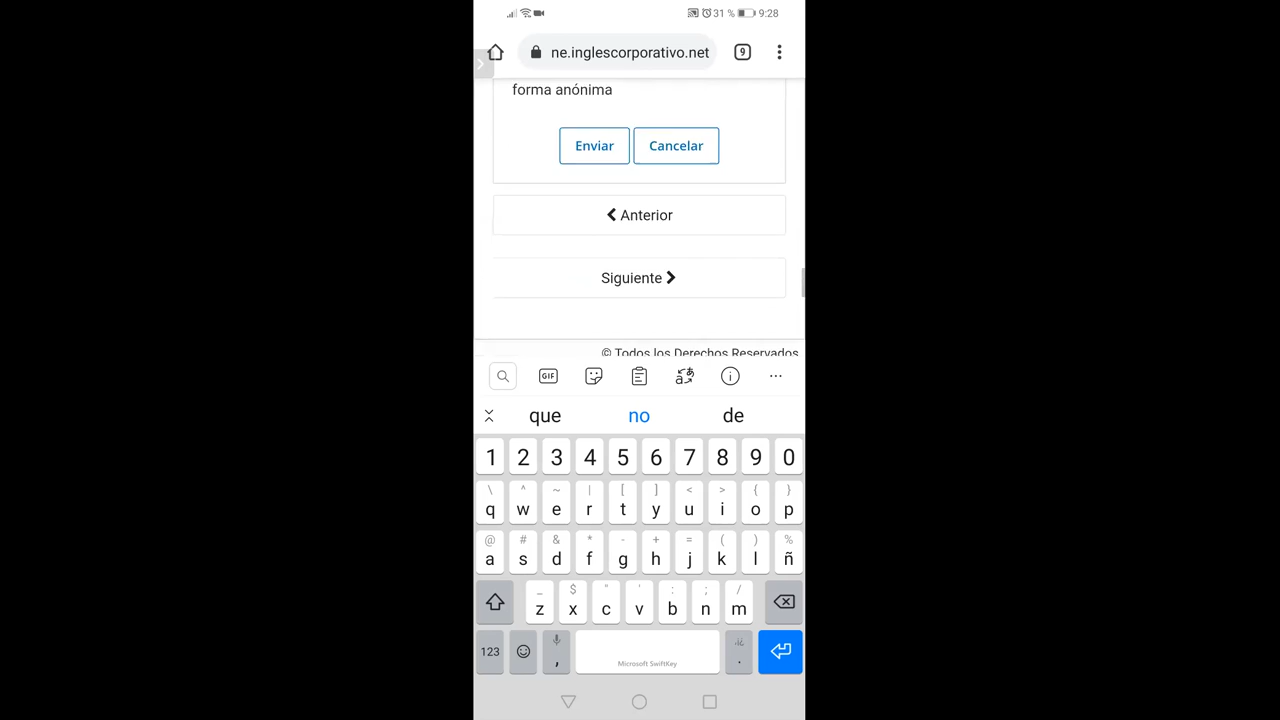 31 % 9:28
ne.inglescorporativo.net 9
forma anónima
Enviar Cancelar
Anterior
Siguiente
© Todos los Derechos Reservados
GIF
que no de
1 2 3 4 5 6 7 8 9 0
\ ^ ~ | [ ] < > { }
q w e r t y u i o p
@ # & * - + = ( ) %
a s d f g h j k l ñ
_ $ " ' : ; /
z x c v b n m
123 , Microsoft SwiftKey .